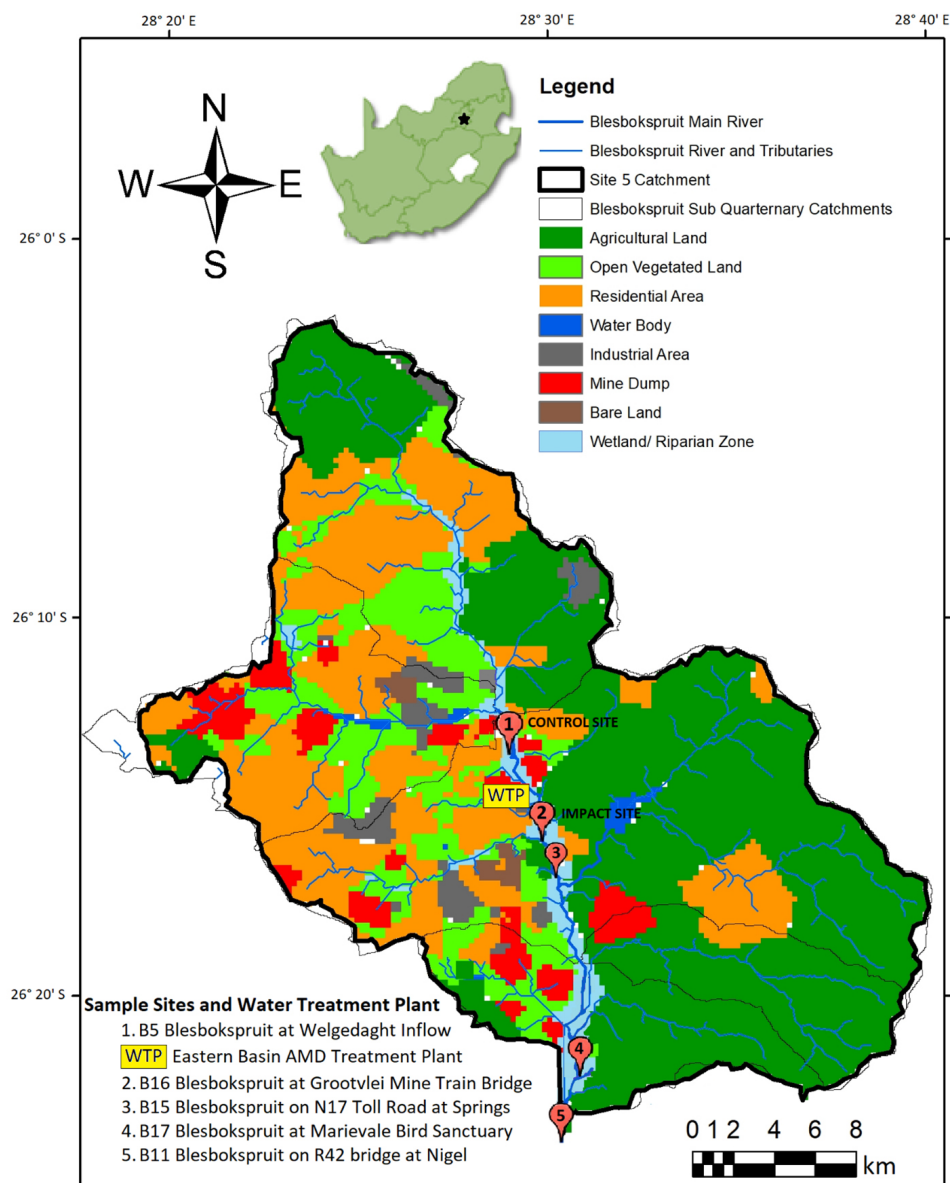 28° 20' E
28° 30' E
28° 40' E
N
W
E
S
Legend
Blesbokspruit Main River
Blesbokspruit River and Tributaries
Site 5 Catchment
Blesbokspruit Sub Quarternary Catchments
Agricultural Land
Open Vegetated Land
Residential Area
Water Body
Industrial Area
Mine Dump
Bare Land
Wetland/ Riparian Zone
26° 0' S
26° 10' S
26° 20' S
1 CONTROL SITE
WTP
2 IMPACT SITE
3
4
5
Sample Sites and Water Treatment Plant
1. B5 Blesbokspruit at Welgedaght Inflow
WTP Eastern Basin AMD Treatment Plant
2. B16 Blesbokspruit at Grootvlei Mine Train Bridge
3. B15 Blesbokspruit on N17 Toll Road at Springs
4. B17 Blesbokspruit at Marievale Bird Sanctuary
5. B11 Blesbokspruit on R42 bridge at Nigel
0 1 2 4 6 8
km